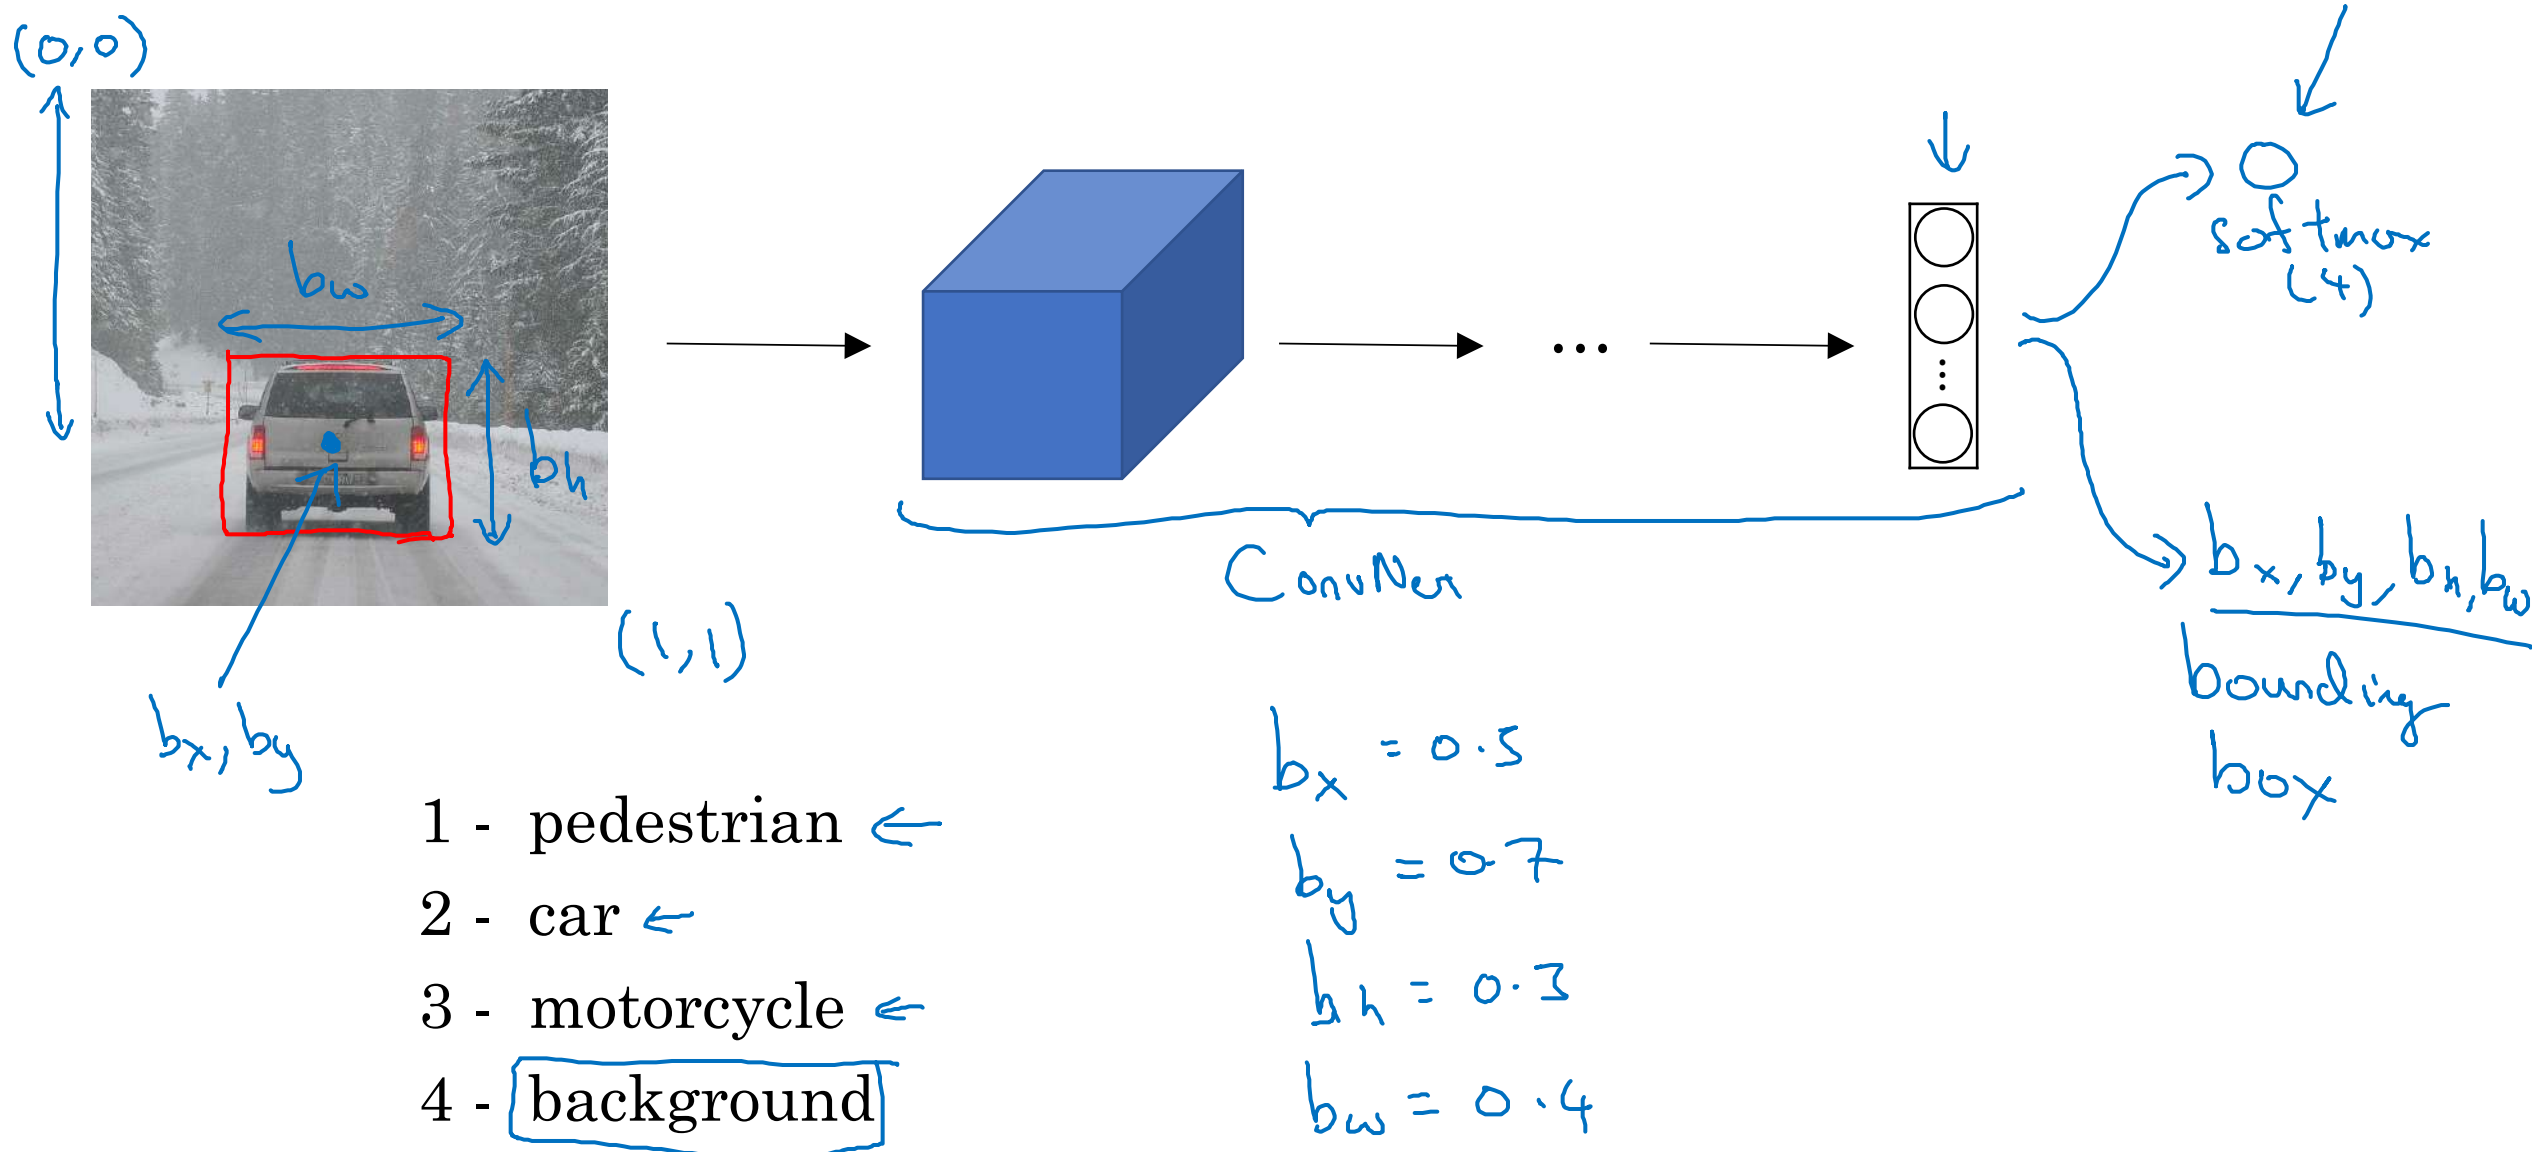 (0,0)
bw
bh
(1,1)
bx, by
...
softmax
(4)
ConvNet
bx, by, bh, bw
bounding
box
1 - pedestrian
2 - car
3 - motorcycle
4 - background
bx = 0.5
by = 0.7
bh = 0.3
bw = 0.4